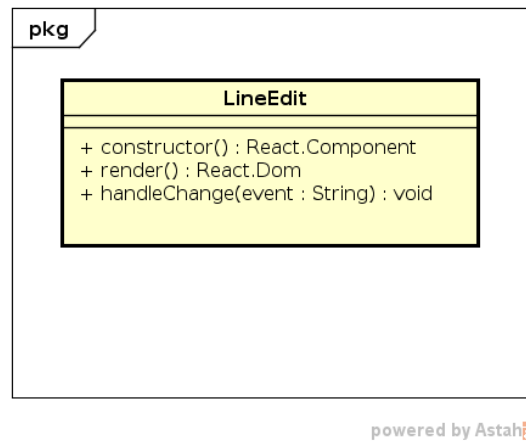 pkg
LineEdit
+ constructor() : React.Component
+ render() : React.Dom
+ handleChange(event : String) : void
powered by Astah